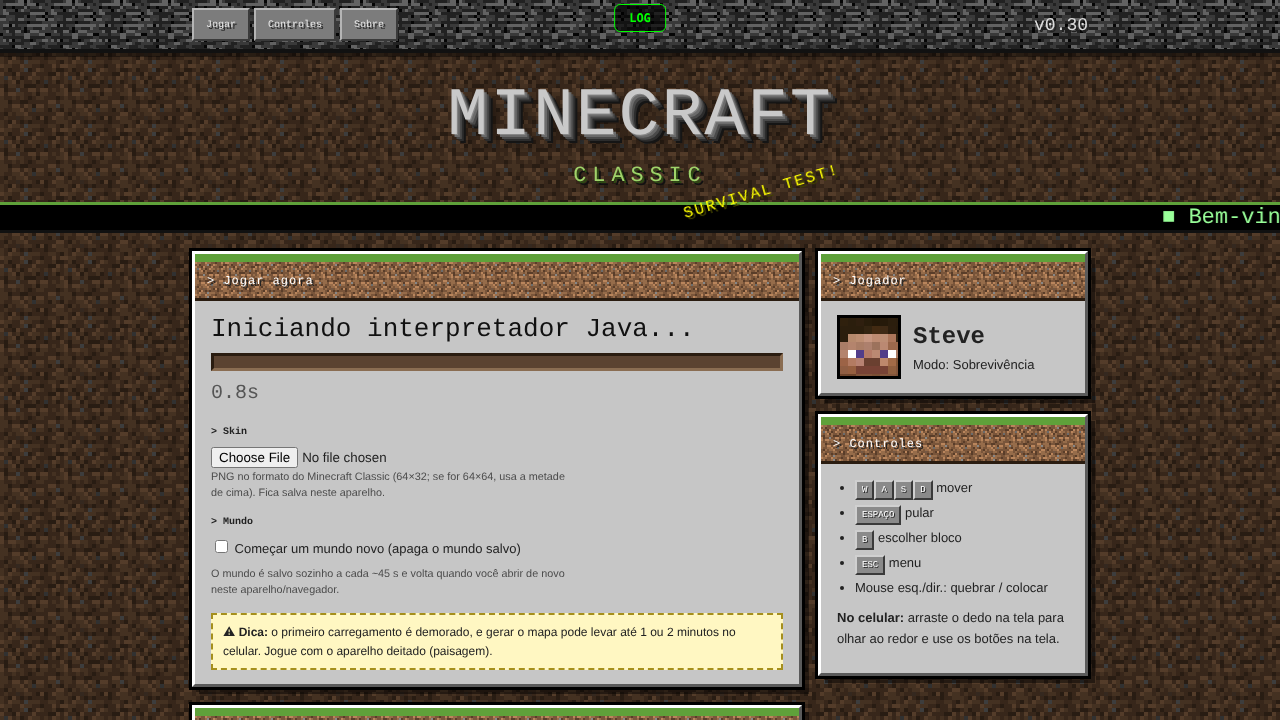 Jogar Controles Sobre LOG v0.30
MINECRAFT
CLASSIC
SURVIVAL TEST!
■ Bem-vin
> Jogar agora
Iniciando interpretador Java...
0.8s
> Skin
Choose File No file chosen
PNG no formato do Minecraft Classic (64×32; se for 64×64, usa a metade
de cima). Fica salva neste aparelho.
> Mundo
Começar um mundo novo (apaga o mundo salvo)
O mundo é salvo sozinho a cada ~45 s e volta quando você abrir de novo
neste aparelho/navegador.
⚠ Dica: o primeiro carregamento é demorado, e gerar o mapa pode levar até 1 ou 2 minutos no
celular. Jogue com o aparelho deitado (paisagem).
> Jogador
Steve
Modo: Sobrevivência
> Controles
• W A S D mover
• ESPAÇO pular
• B escolher bloco
• ESC menu
• Mouse esq./dir.: quebrar / colocar
No celular: arraste o dedo na tela para
olhar ao redor e use os botões na tela.